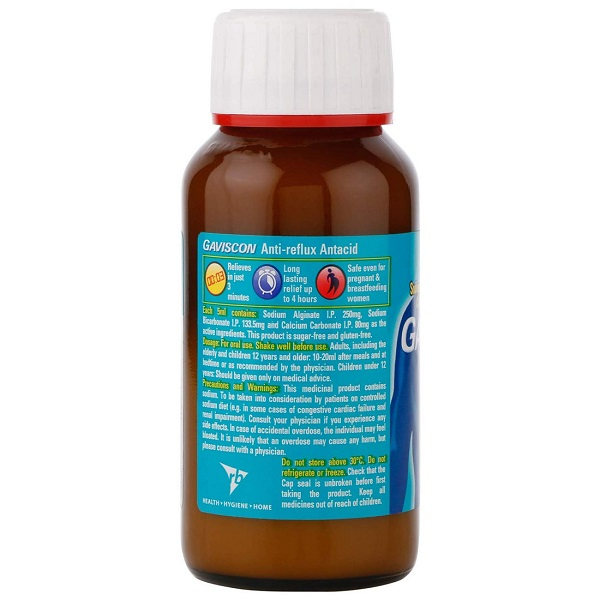 GAVISCON Anti-reflux Antacid
00:03
Relieves
in just
3
minutes
Long
lasting
relief up
to 4 hours
Safe even for
pregnant &
breastfeeding
women
Each 5ml contains: Sodium Alginate I.P. 250mg, Sodium
Bicarbonate I.P. 133.5mg and Calcium Carbonate I.P. 80mg as the
active ingredients. This product is sugar-free and gluten-free.
Dosage: For oral use. Shake well before use. Adults, including the
elderly and children 12 years and older: 10-20ml after meals and at
bedtime or as recommended by the physician. Children under 12
years: Should be given only on medical advice.
Precautions and Warnings: This medicinal product contains
sodium. To be taken into consideration by patients on controlled
sodium diet (e.g. in some cases of congestive cardiac failure and
renal impairment). Consult your physician if you experience any
side effects. In case of accidental overdose, the individual may feel
bloated. It is unlikely that an overdose may cause any harm, but
please consult with a physician.
Do not store above 30°C. Do not
refrigerate or freeze. Check that the
Cap seal is unbroken before first
taking the product. Keep all
medicines out of reach of children.
rb
HEALTH • HYGIENE • HOME
G